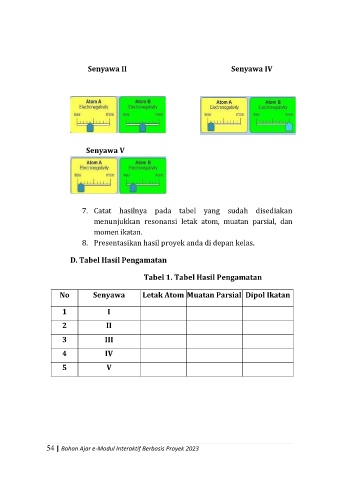 Senyawa II
Senyawa IV
Atom A
Electronegativity
less more
Atom B
Electronegativity
less more
Atom A
Electronegativity
less more
Atom B
Electronegativity
less more
Senyawa V
Atom A
Electronegativity
less more
Atom B
Electronegativity
less more
7. Catat hasilnya pada tabel yang sudah disediakan
menunjukkan resonansi letak atom, muatan parsial, dan
momen ikatan.
8. Presentasikan hasil proyek anda di depan kelas.
D. Tabel Hasil Pengamatan
Tabel 1. Tabel Hasil Pengamatan
No Senyawa Letak Atom Muatan Parsial Dipol Ikatan
1 I
2 II
3 III
4 IV
5 V
54 | Bahan Ajar e-Modul Interaktif Berbasis Proyek 2023